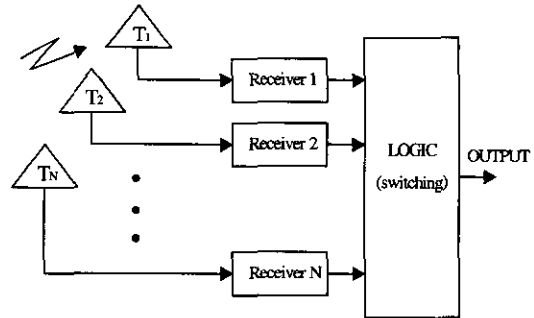 T1
Receiver 1
T2
Receiver 2
LOGIC
(switching)
OUTPUT
TN
Receiver N